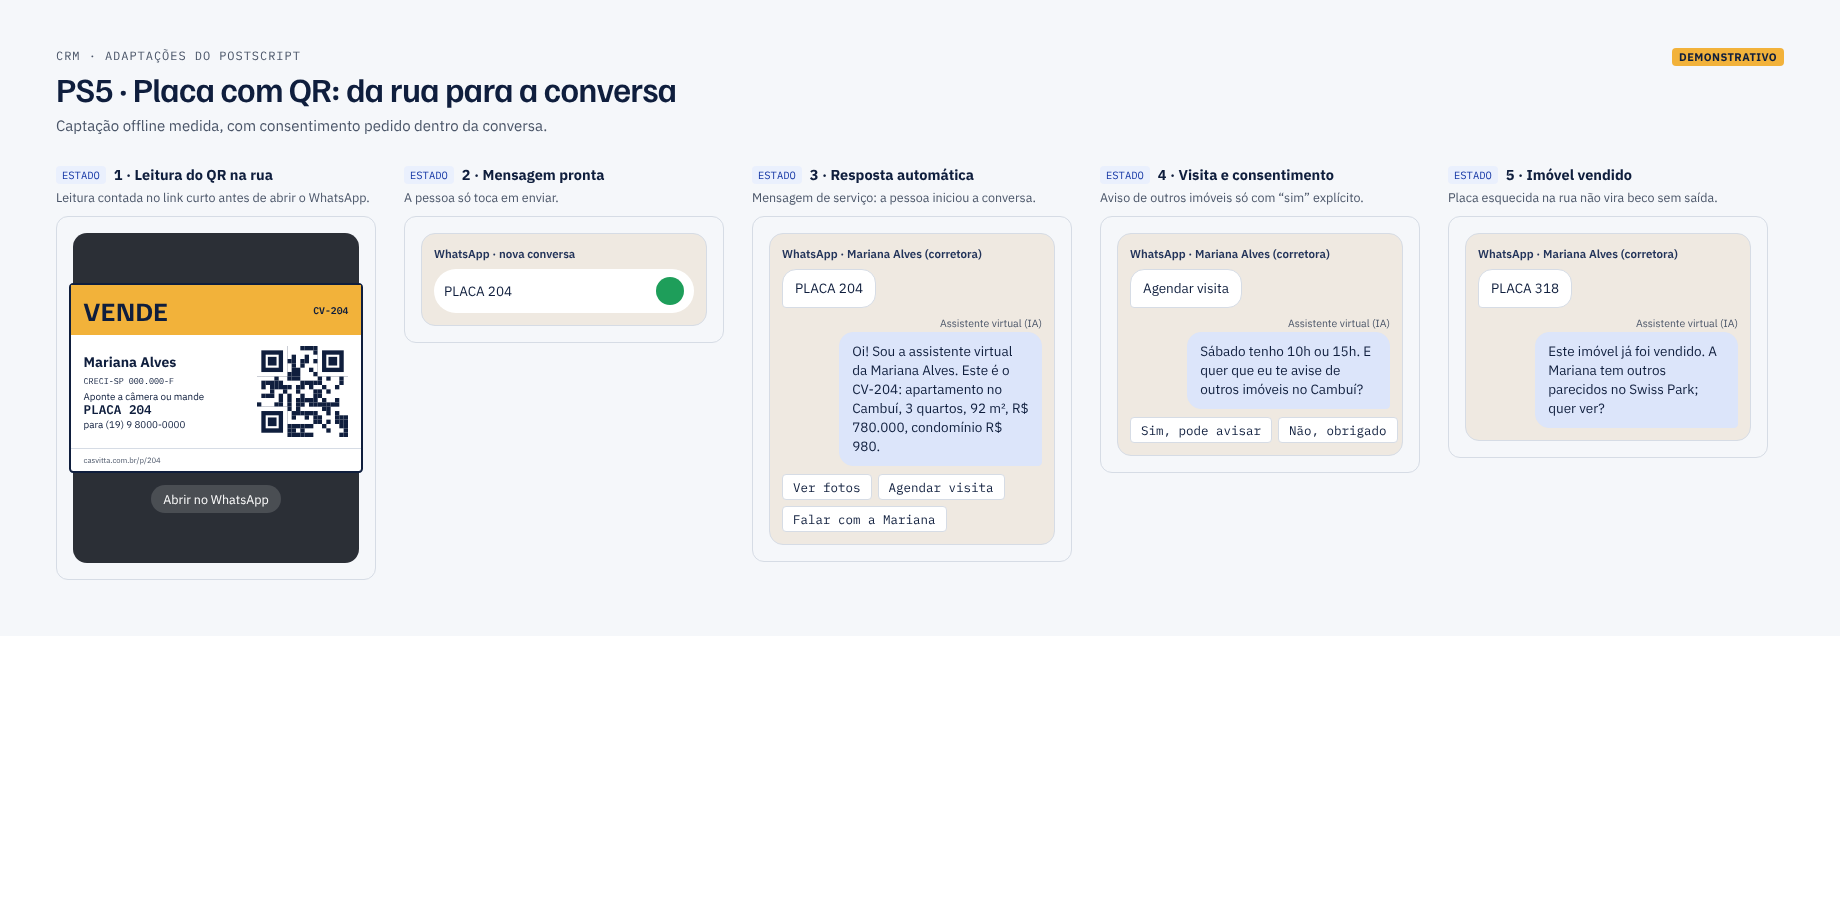 CRM · ADAPTAÇÕES DO POSTSCRIPT
DEMONSTRATIVO
PS5 · Placa com QR: da rua para a conversa
Captação offline medida, com consentimento pedido dentro da conversa.
ESTADO 1 · Leitura do QR na rua
Leitura contada no link curto antes de abrir o WhatsApp.
VENDE
CV-204
Mariana Alves
CRECI-SP 000.000-F
Aponte a câmera ou mande
PLACA 204
para (19) 9 8000-0000
casvitta.com.br/p/204
Abrir no WhatsApp
ESTADO 2 · Mensagem pronta
A pessoa só toca em enviar.
WhatsApp · nova conversa
PLACA 204
ESTADO 3 · Resposta automática
Mensagem de serviço: a pessoa iniciou a conversa.
WhatsApp · Mariana Alves (corretora)
PLACA 204
Assistente virtual (IA)
Oi! Sou a assistente virtual
da Mariana Alves. Este é o
CV-204: apartamento no
Cambuí, 3 quartos, 92 m², R$
780.000, condomínio R$
980.
Ver fotos
Agendar visita
Falar com a Mariana
ESTADO 4 · Visita e consentimento
Aviso de outros imóveis só com “sim” explícito.
WhatsApp · Mariana Alves (corretora)
Agendar visita
Assistente virtual (IA)
Sábado tenho 10h ou 15h. E
quer que eu te avise de
outros imóveis no Cambuí?
Sim, pode avisar
Não, obrigado
ESTADO 5 · Imóvel vendido
Placa esquecida na rua não vira beco sem saída.
WhatsApp · Mariana Alves (corretora)
PLACA 318
Assistente virtual (IA)
Este imóvel já foi vendido. A
Mariana tem outros
parecidos no Swiss Park;
quer ver?